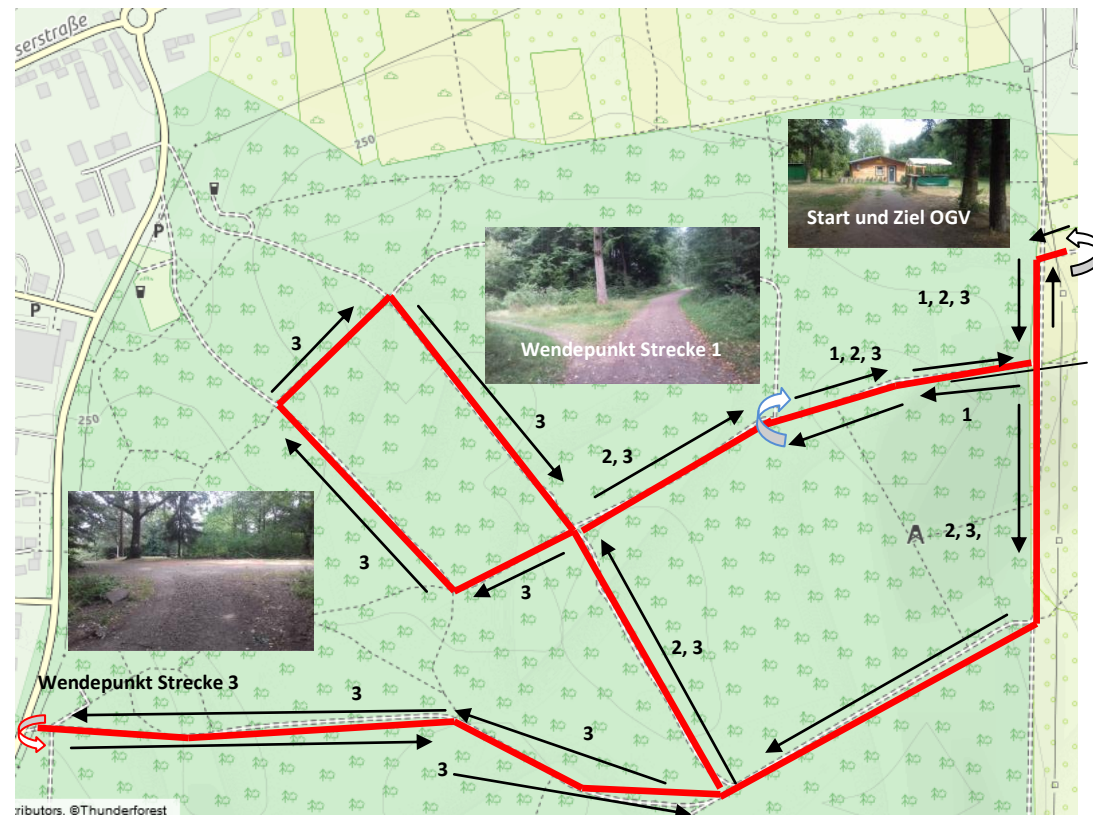 serstraße
250
Start und Ziel OGV
P
P
1, 2, 3
3
Wendepunkt Strecke 1
1, 2, 3
3
1
250
2, 3
2, 3,
3
3
2, 3
Wendepunkt Strecke 3
3
3
3
tributors, ©Thunderforest